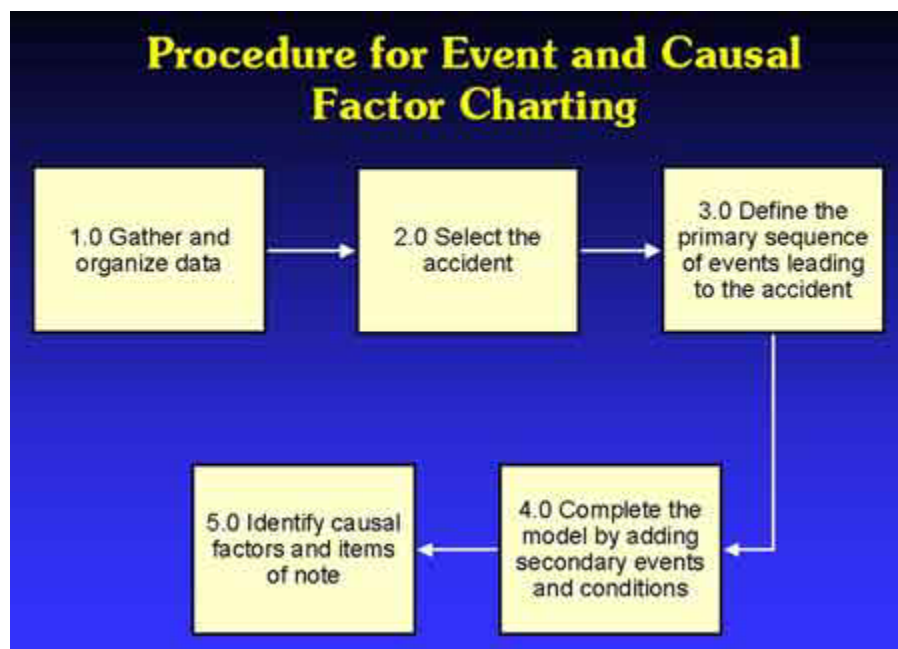 Procedure for Event and Causal
Factor Charting
1.0 Gather and
organize data
2.0 Select the
accident
3.0 Define the
primary sequence
of events leading
to the accident
4.0 Complete the
model by adding
secondary events
and conditions
5.0 Identify causal
factors and items
of note